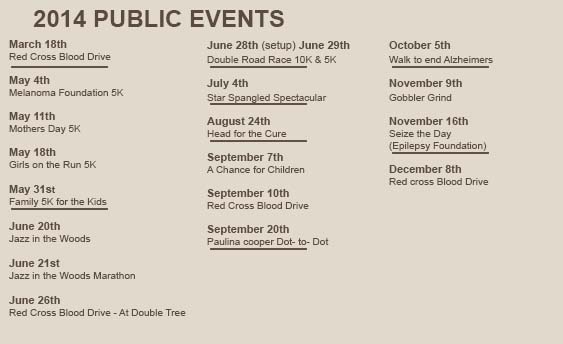 2014 PUBLIC EVENTS
March 18th
Red Cross Blood Drive
May 4th
Melanoma Foundation 5K
May 11th
Mothers Day 5K
May 18th
Girls on the Run 5K
May 31st
Family 5K for the Kids
June 20th
Jazz in the Woods
June 21st
Jazz in the Woods Marathon
June 26th
Red Cross Blood Drive - At Double Tree
June 28th (setup) June 29th
Double Road Race 10K & 5K
July 4th
Star Spangled Spectacular
August 24th
Head for the Cure
September 7th
A Chance for Children
September 10th
Red Cross Blood Drive
September 20th
Paulina cooper Dot- to- Dot
October 5th
Walk to end Alzheimers
November 9th
Gobbler Grind
November 16th
Seize the Day
(Epilepsy Foundation)
December 8th
Red cross Blood Drive